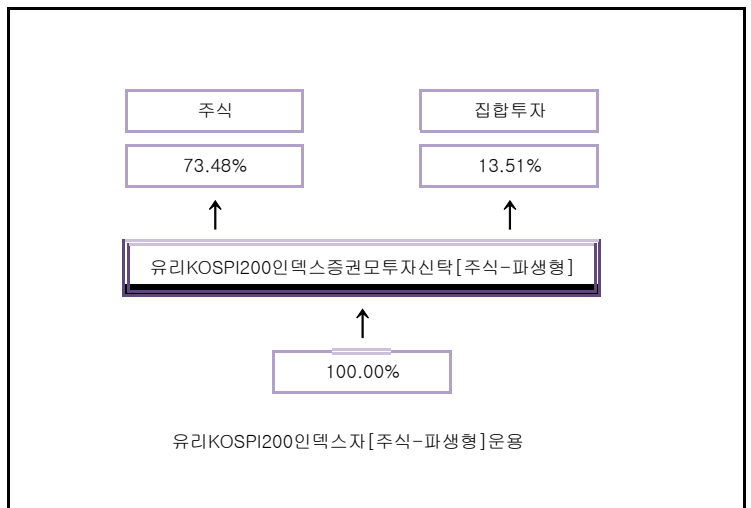 주식
집합투자
73.48%
13.51%
유리KOSPI200인덱스증권모투자신탁[주식-파생형]
100.00%
유리KOSPI200인덱스자[주식-파생형]운용